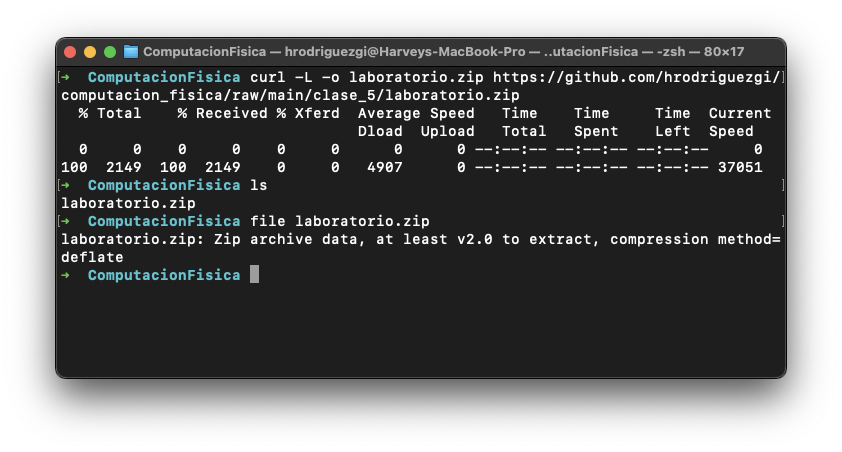 ComputacionFisica — hrodriguezgi@Harveys-MacBook-Pro — ..utacionFisica — -zsh — 80×17
[➜  ComputacionFisica curl -L -o laboratorio.zip https://github.com/hrodriguezgi/]
computacion_fisica/raw/main/clase_5/laboratorio.zip
  % Total    % Received % Xferd  Average Speed   Time    Time     Time  Current
                                 Dload  Upload   Total   Spent    Left  Speed
  0     0    0     0    0     0      0      0 --:--:-- --:--:-- --:--:--     0
100  2149  100  2149    0     0   4907      0 --:--:-- --:--:-- --:--:-- 37051
[➜  ComputacionFisica ls ]
laboratorio.zip
[➜  ComputacionFisica file laboratorio.zip ]
laboratorio.zip: Zip archive data, at least v2.0 to extract, compression method=
deflate
➜  ComputacionFisica